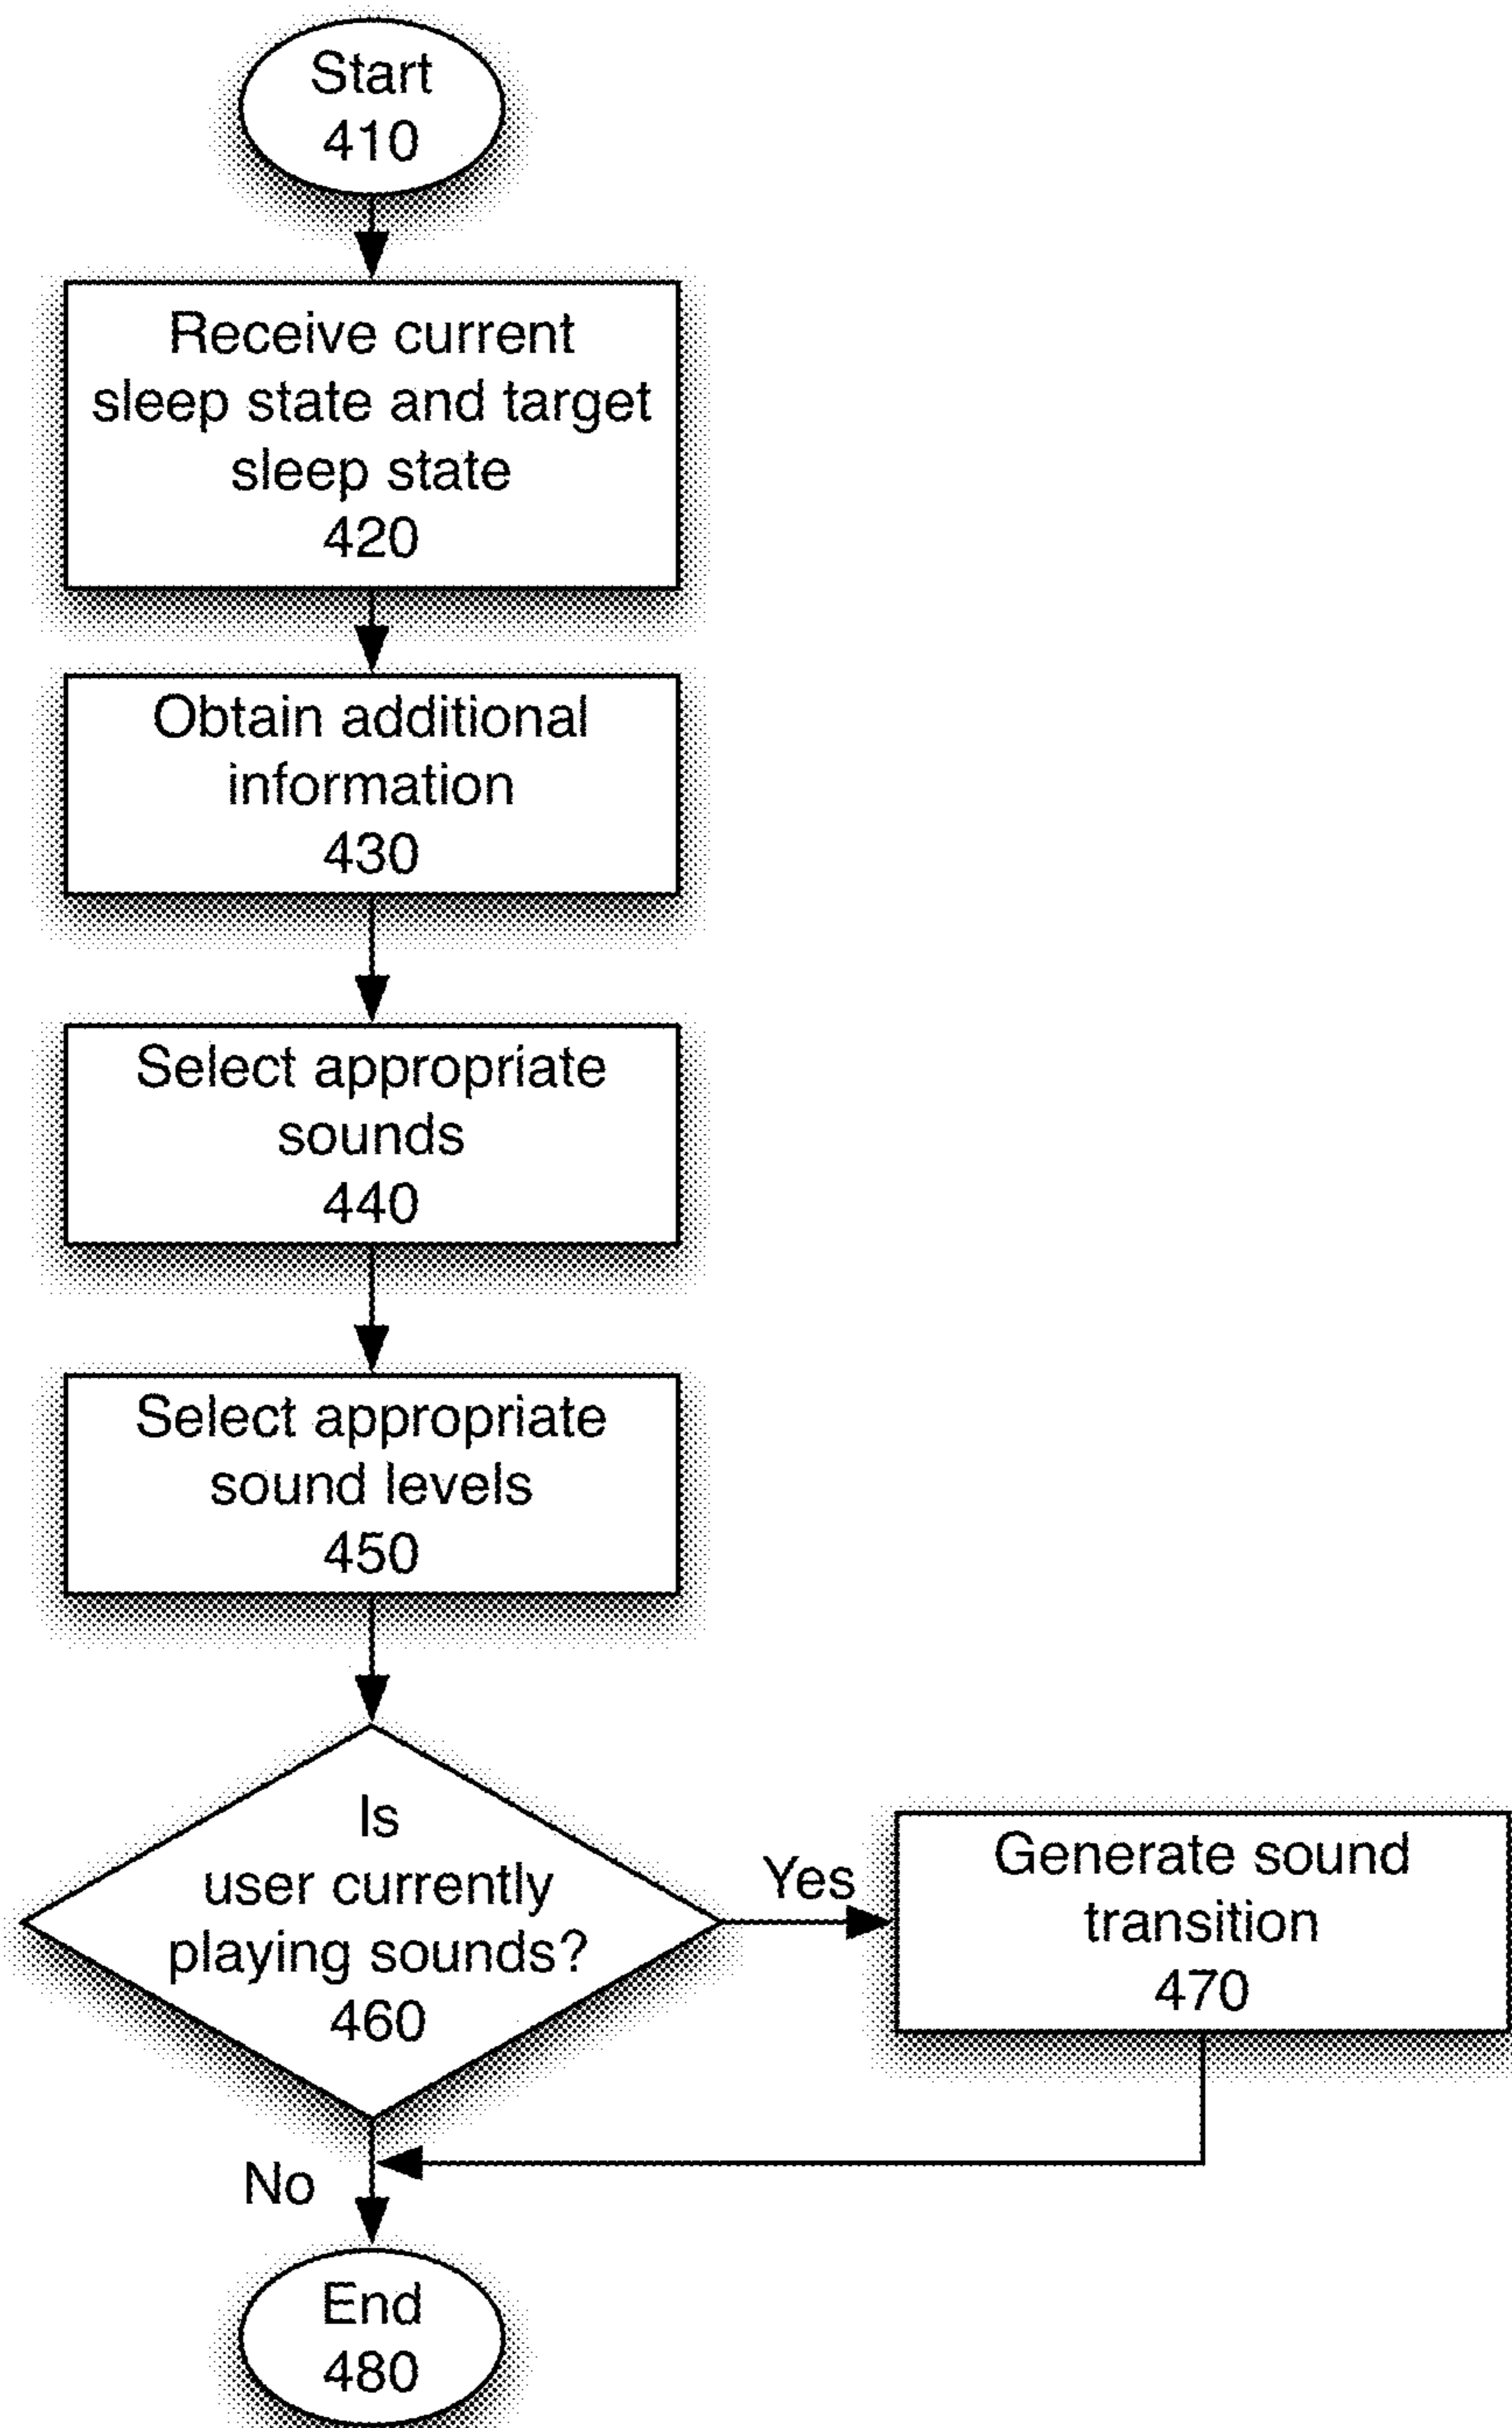 Start
410
Receive current
sleep state and target
sleep state
420
Obtain additional
information
430
Select appropriate
sounds
440
Select appropriate
sound levels
450
Is
user currently
playing sounds?
460
Yes
Generate sound
transition
470
No
End
480